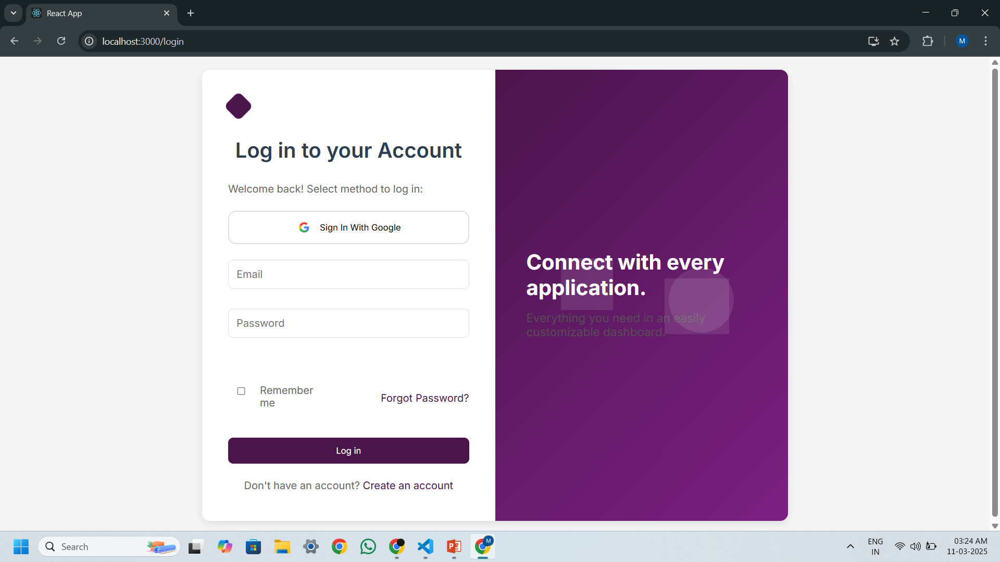 React App
localhost:3000/login
M
Log in to your Account
Welcome back! Select method to log in:
Sign In With Google
Email
Password
Remember
me
Forgot Password?
Log in
Don't have an account? Create an account
Connect with every
application.
Everything you need in an easily
customizable dashboard.
Search
M
ENG
IN
03:24 AM
11-03-2025